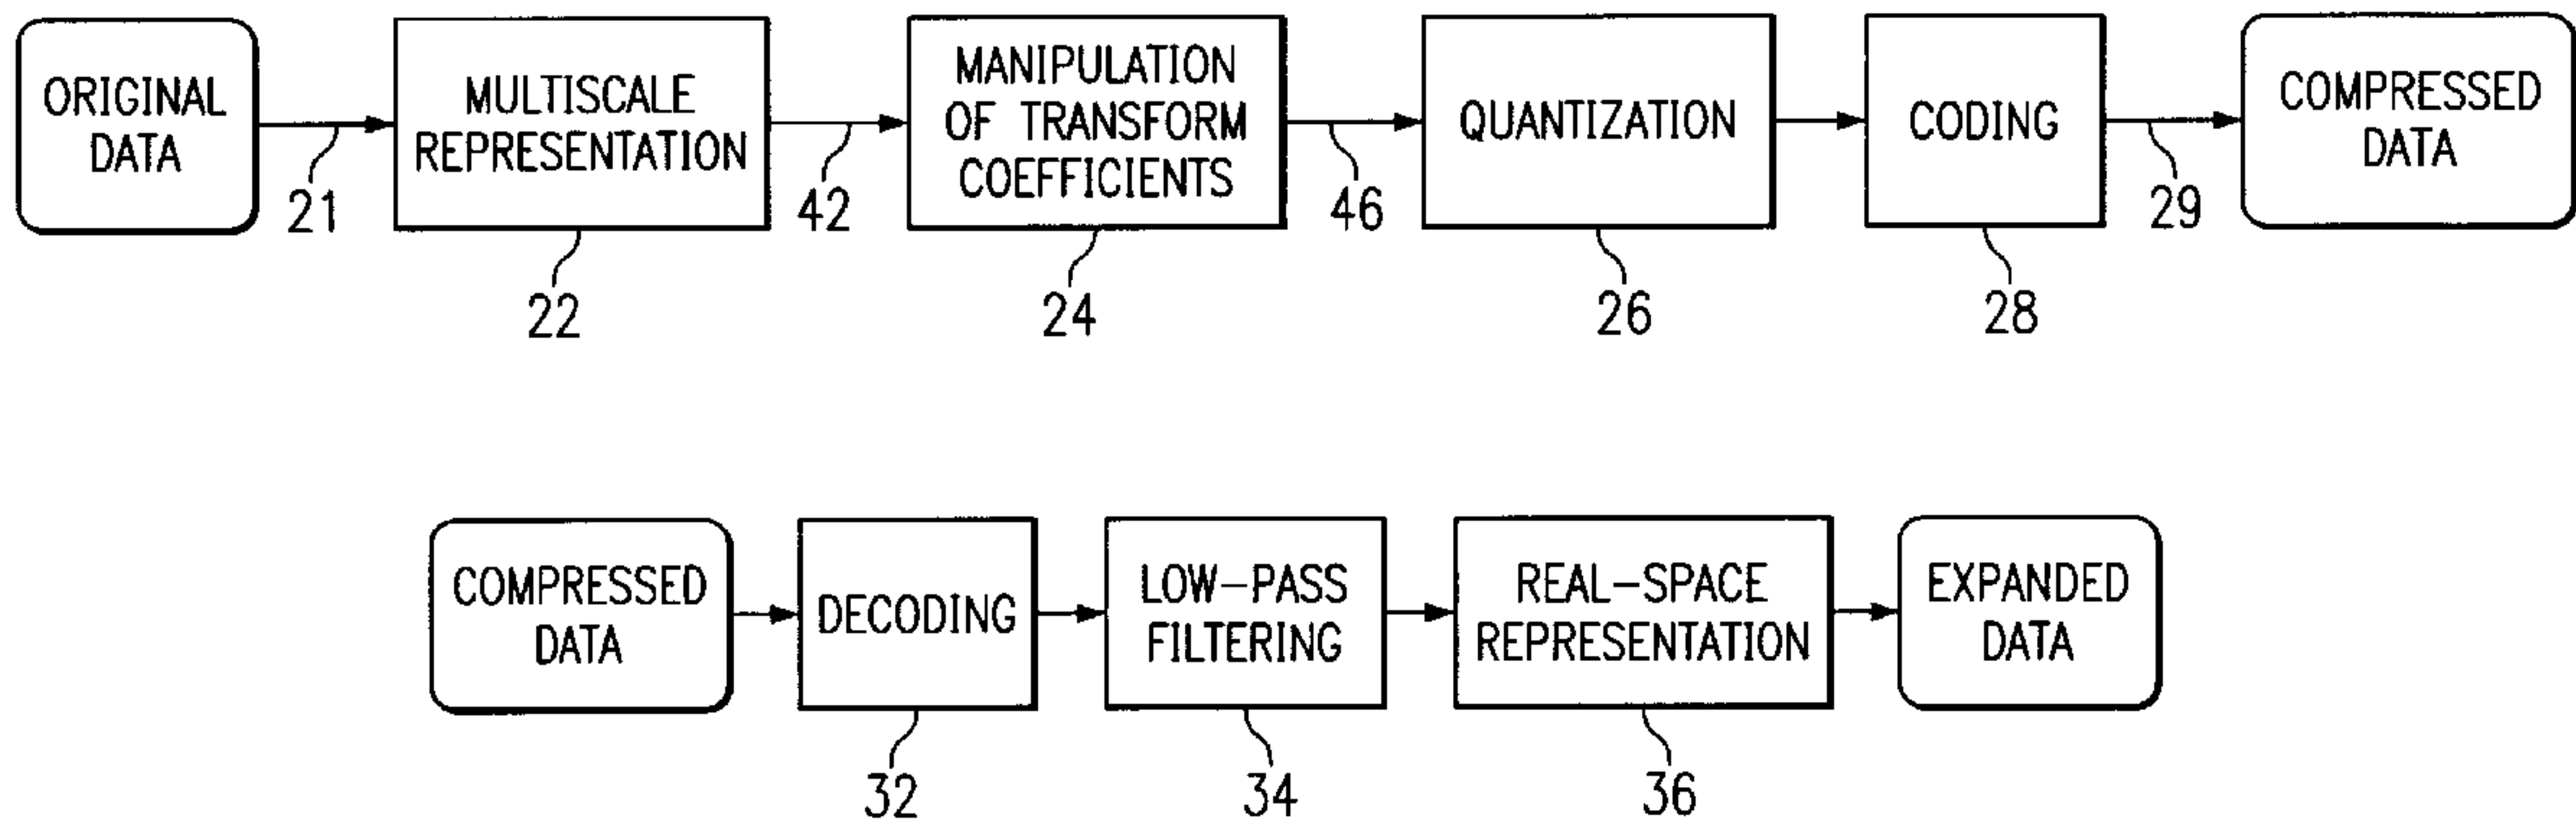 ORIGINAL
DATA
21
MULTISCALE
REPRESENTATION
22
42
MANIPULATION
OF TRANSFORM
COEFFICIENTS
24
46
QUANTIZATION
26
CODING
28
29
COMPRESSED
DATA
COMPRESSED
DATA
DECODING
32
LOW-PASS
FILTERING
34
REAL-SPACE
REPRESENTATION
36
EXPANDED
DATA